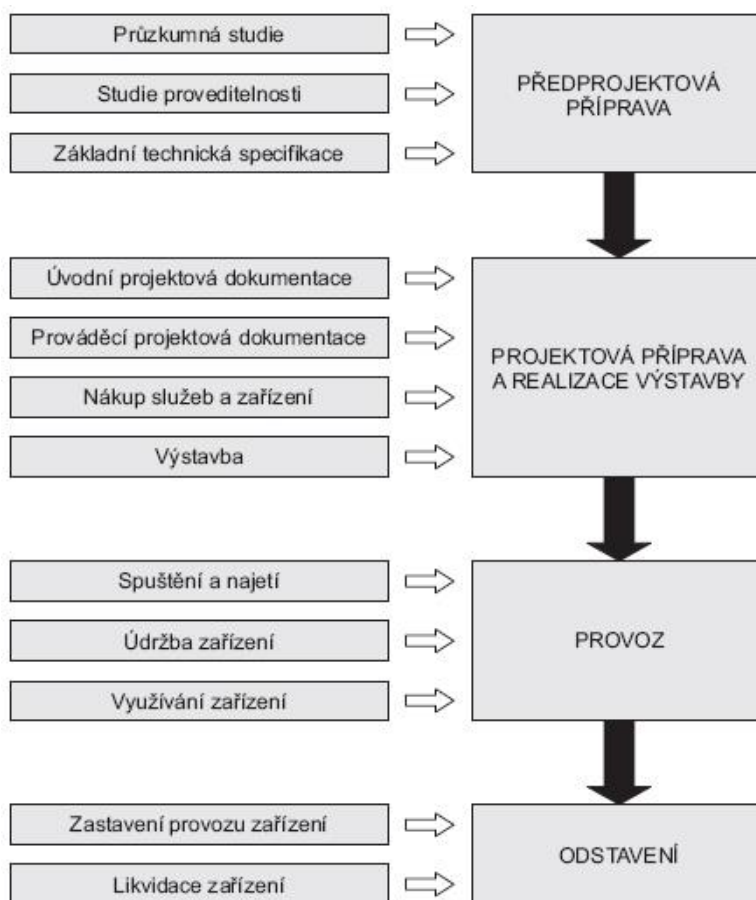 Průzkumná studie
Studie proveditelnosti
Základní technická specifikace
PŘEDPROJEKTOVÁ
PŘÍPRAVA
Úvodní projektová dokumentace
Prováděcí projektová dokumentace
Nákup služeb a zařízení
Výstavba
PROJEKTOVÁ PŘÍPRAVA
A REALIZACE VÝSTAVBY
Spuštění a najetí
Údržba zařízení
Využívání zařízení
PROVOZ
Zastavení provozu zařízení
Likvidace zařízení
ODSTAVENÍ